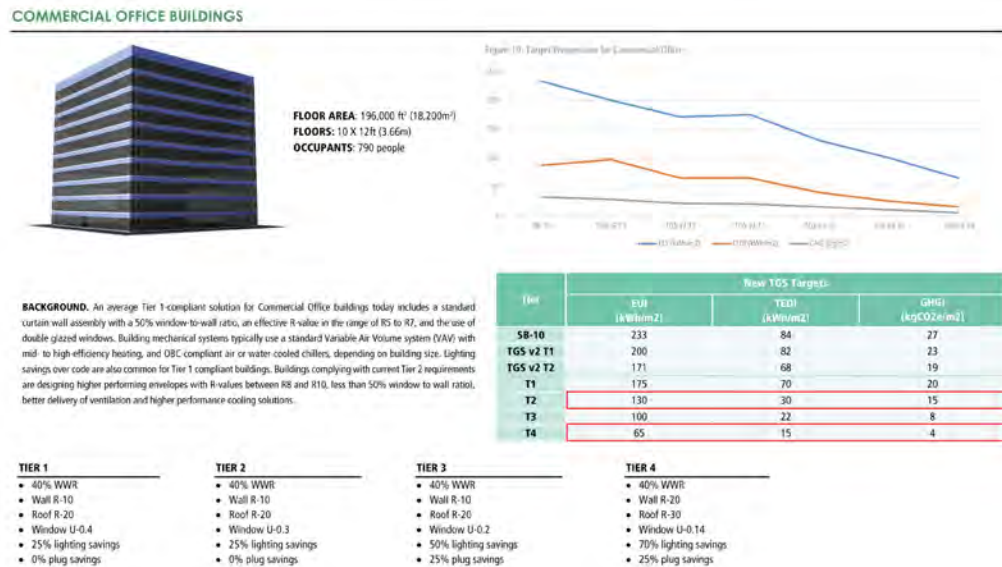 COMMERCIAL OFFICE BUILDINGS
FLOOR AREA: 196,000 ft² (18,200m²)
FLOORS: 10 X 12ft (3.66m)
OCCUPANTS: 790 people
Figure 19: Target Progression for Commercial Office
BACKGROUND. An average Tier 1-compliant solution for Commercial Office buildings today includes a standard
curtain wall assembly with a 50% window-to-wall ratio, an effective R-value in the range of R5 to R7, and the use of
double glazed windows. Building mechanical systems typically use a standard Variable Air Volume system (VAV) with
mid- to high-efficiency heating, and OBC compliant air or water cooled chillers, depending on building size. Lighting
savings over code are also common for Tier 1 compliant buildings. Buildings complying with current Tier 2 requirements
are designing higher performing envelopes with R-values between R8 and R10, less than 50% window to wall ratio),
better delivery of ventilation and higher performance cooling solutions.
Tier New TGS Targets
EUI TEDI GHGI
(kWh/m2) (kWh/m2) (kgCO2e/m2)
SB-10 233 84 27
TGS v2 T1 200 82 23
TGS v2 T2 171 68 19
T1 175 70 20
T2 130 30 15
T3 100 22 8
T4 65 15 4
TIER 1
• 40% WWR
• Wall R-10
• Roof R-20
• Window U-0.4
• 25% lighting savings
• 0% plug savings
TIER 2
• 40% WWR
• Wall R-10
• Roof R-20
• Window U-0.3
• 25% lighting savings
• 0% plug savings
TIER 3
• 40% WWR
• Wall R-10
• Roof R-20
• Window U-0.2
• 50% lighting savings
• 25% plug savings
TIER 4
• 40% WWR
• Wall R-20
• Roof R-30
• Window U-0.14
• 70% lighting savings
• 25% plug savings